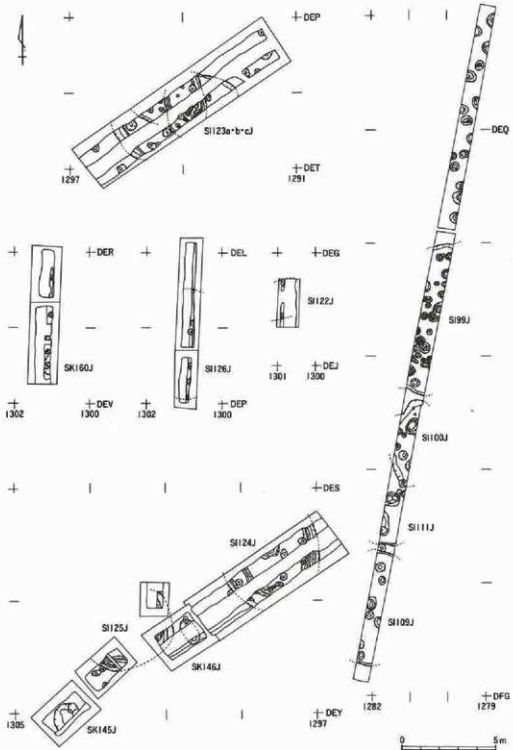 DEP
DEQ
SI123a·b·cJ
DET
1297
1291
DER
DEL
DEG
SI99J
SI122J
SK160J
SI126J
DEJ
1301
1300
DEV
DEP
1302
1300
1302
1300
SI100J
DES
SI124J
SI111J
SI125J
SK146J
SI109J
SK145J
DEY
DFG
1305
1297
1282
1279
0
5m